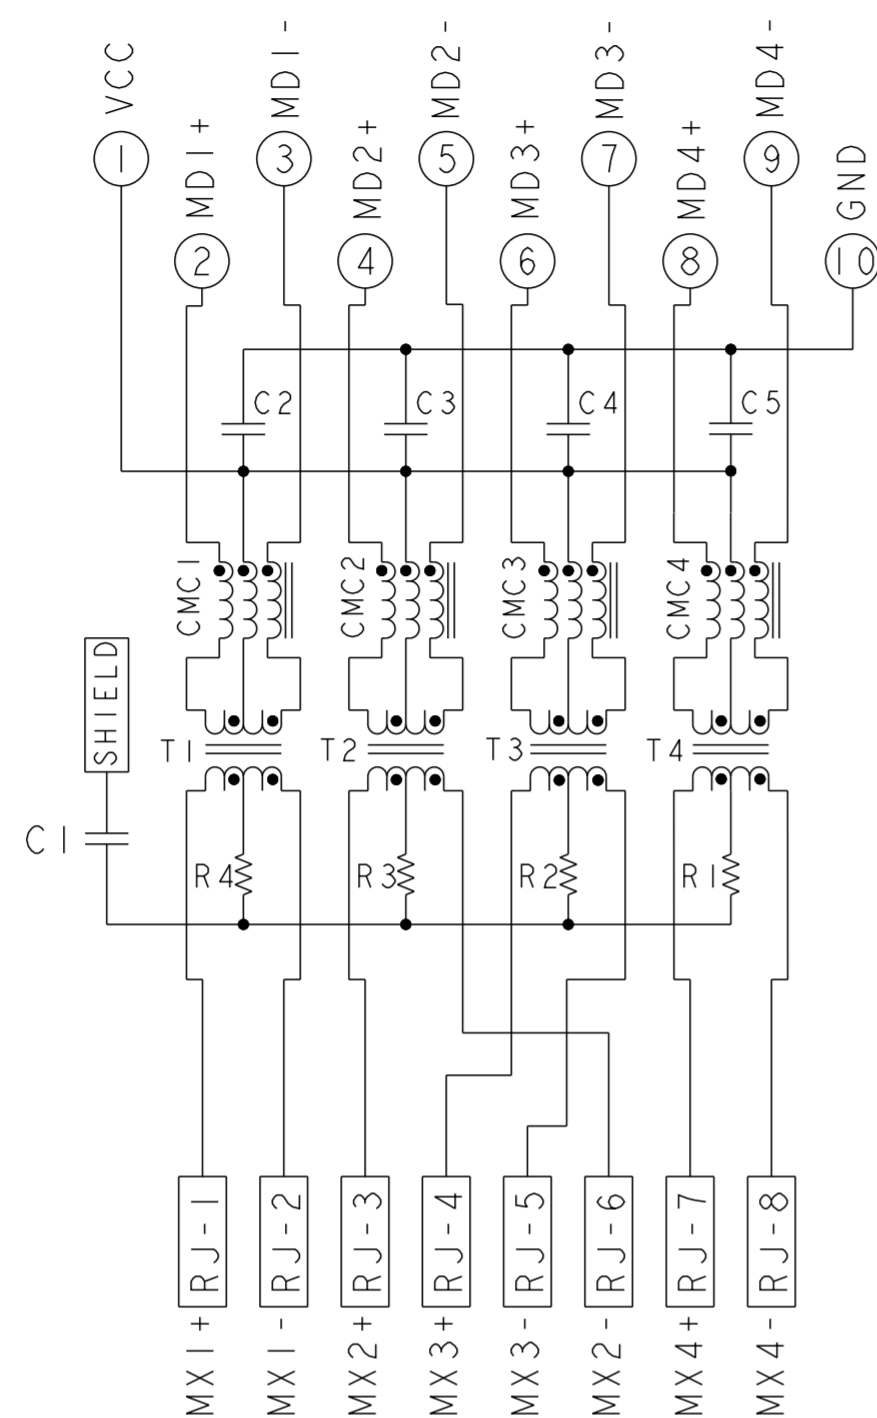 VCC
MD1-
MD2-
MD3-
MD4-
1
3
5
7
9
MD1+
MD2+
MD3+
MD4+
GND
2
4
6
8
10
C2
C3
C4
C5
CMC1
CMC2
CMC3
CMC4
SHIELD
T1
T2
T3
T4
C1
R4
R3
R2
R1
RJ-1
RJ-2
RJ-3
RJ-4
RJ-5
RJ-6
RJ-7
RJ-8
MX1+
MX1-
MX2+
MX3+
MX3-
MX2-
MX4+
MX4-